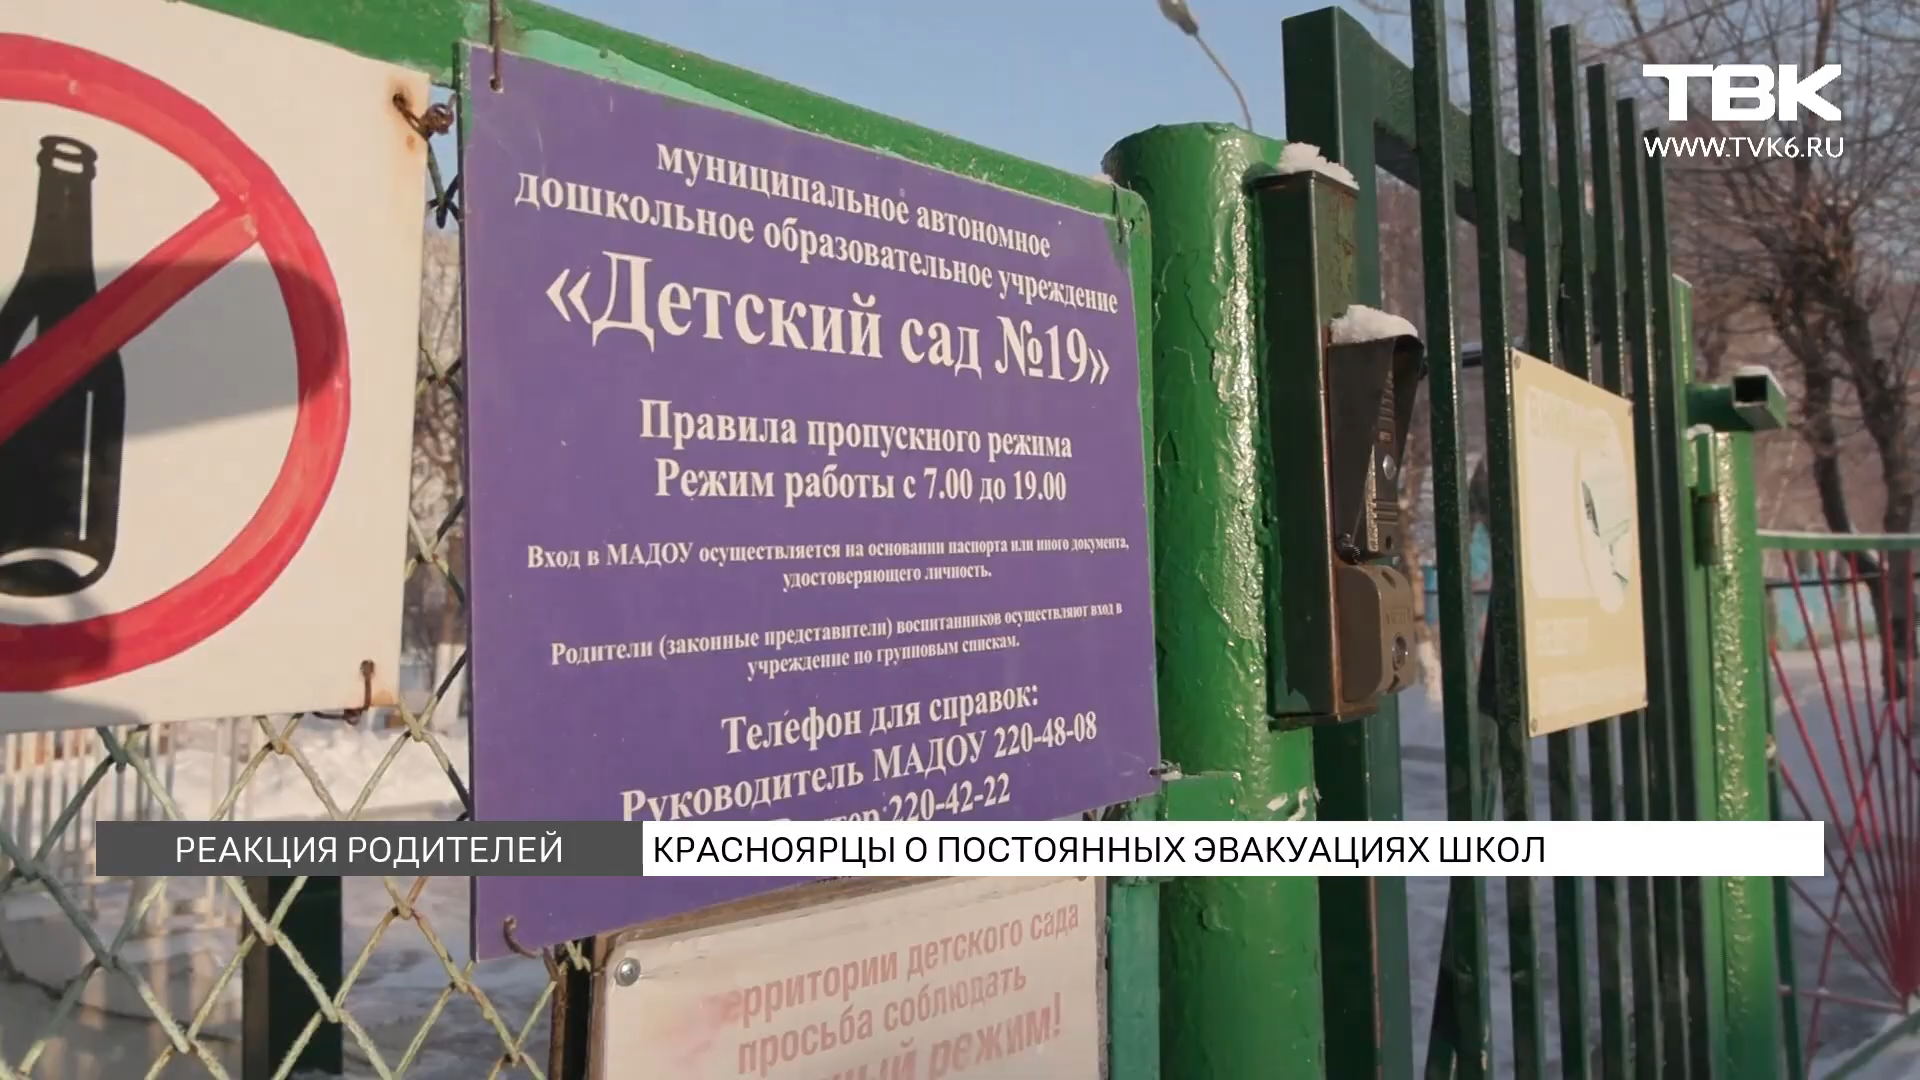 ТВК
WWW.TVK6.RU
муниципальное автономное
дошкольное образовательное учреждение
«Детский сад №19»
Правила пропускного режима
Режим работы с 7.00 до 19.00
Вход в МАДОУ осуществляется на основании паспорта или иного документа,
удостоверяющего личность.
Родители (законные представители) воспитанников осуществляют вход в
учреждение по групповым спискам.
Телефон для справок:
Руководитель МАДОУ 220-48-08
220-42-22
РЕАКЦИЯ РОДИТЕЛЕЙ
КРАСНОЯРЦЫ О ПОСТОЯННЫХ ЭВАКУАЦИЯХ ШКОЛ
территории детского сада
просьба соблюдать
режим!